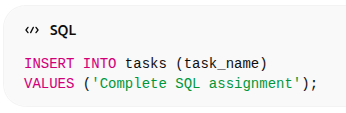 SQL
INSERT INTO tasks (task_name)
VALUES ('Complete SQL assignment');